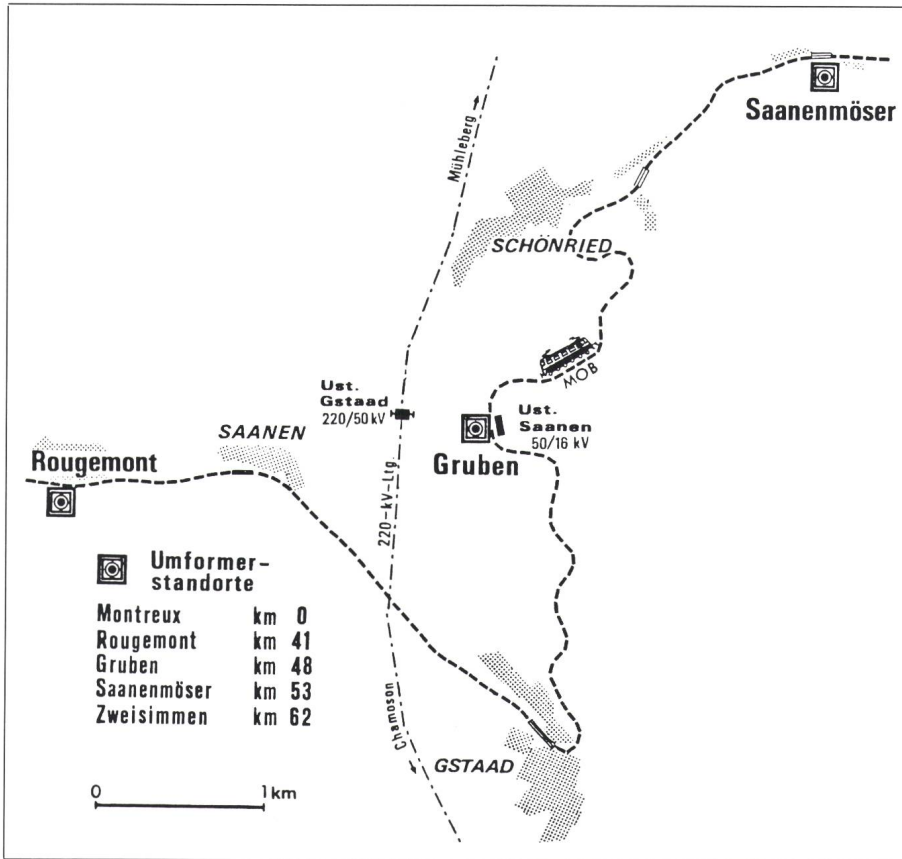 Saanenmöser
Mühleberg
SCHÖNRIED
MOB
Ust.
Gstaad
220/50 kV
Ust.
Saanen
50/16 kV
SAANEN
Rougemont
Gruben
220-kV-Ltg.
Umformer-
standorte
Montreux km 0
Rougemont km 41
Gruben km 48
Saanenmöser km 53
Zweisimmen km 62
Chamoson
GSTAAD
0 1 km